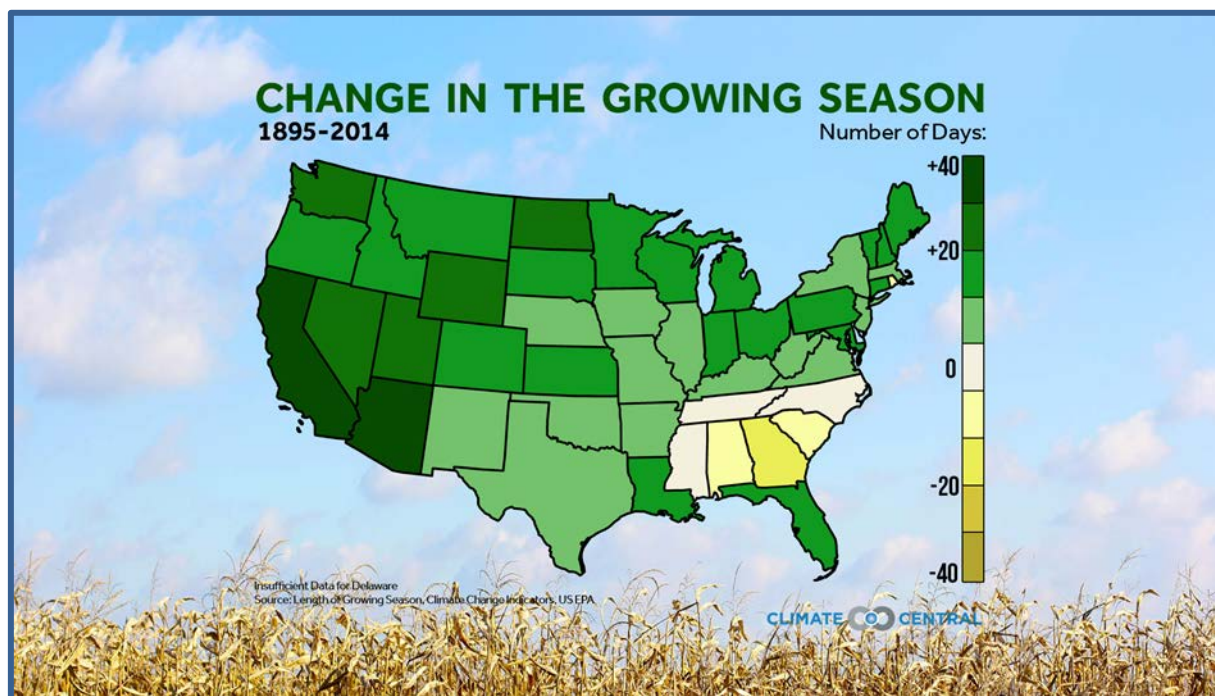 CHANGE IN THE GROWING SEASON
1895-2014
Number of Days:
+40
+20
0
-20
-40
Insufficient Data for Delaware
Source: Length of Growing Season, Climate Change Indicators, US EPA
CLIMATE CENTRAL